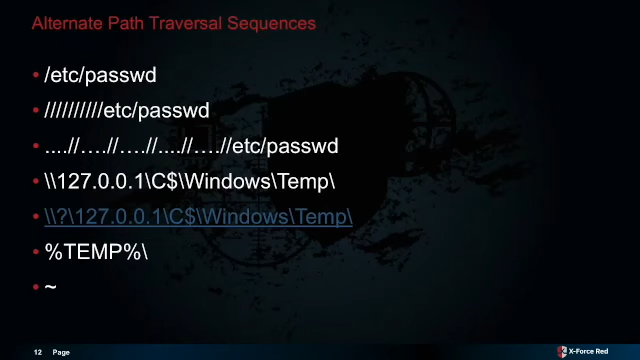 Alternate Path Traversal Sequences
• /etc/passwd
• //////////etc/passwd
• ....//….//….//....//….//etc/passwd
• \\127.0.0.1\C$\Windows\Temp\
• \\?\127.0.0.1\C$\Windows\Temp\
• %TEMP%\
• ~
12 Page
X-Force Red